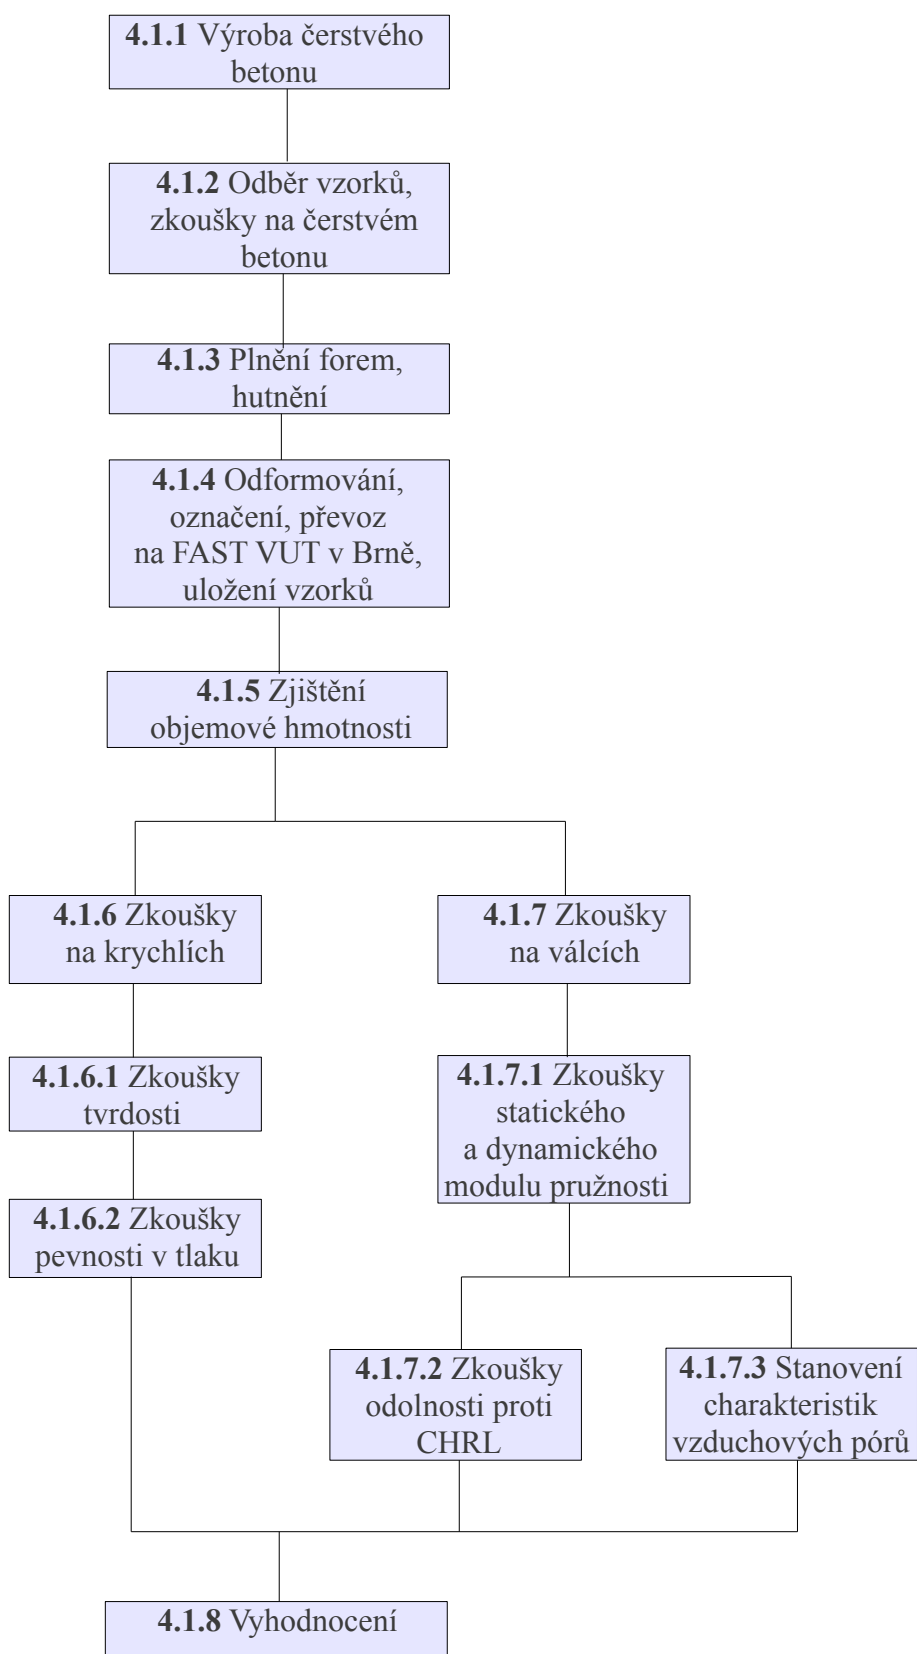 4.1.1 Výroba čerstvého
betonu
4.1.2 Odběr vzorků,
zkoušky na čerstvém
betonu
4.1.3 Plnění forem,
hutnění
4.1.4 Odformování,
označení, převoz
na FAST VUT v Brně,
uložení vzorků
4.1.5 Zjištění
objemové hmotnosti
4.1.6 Zkoušky
na krychlích
4.1.7 Zkoušky
na válcích
4.1.6.1 Zkoušky
tvrdosti
4.1.7.1 Zkoušky
statického
a dynamického
modulu pružnosti
4.1.6.2 Zkoušky
pevnosti v tlaku
4.1.7.2 Zkoušky
odolnosti proti
CHRL
4.1.7.3 Stanovení
charakteristik
vzduchových pórů
4.1.8 Vyhodnocení